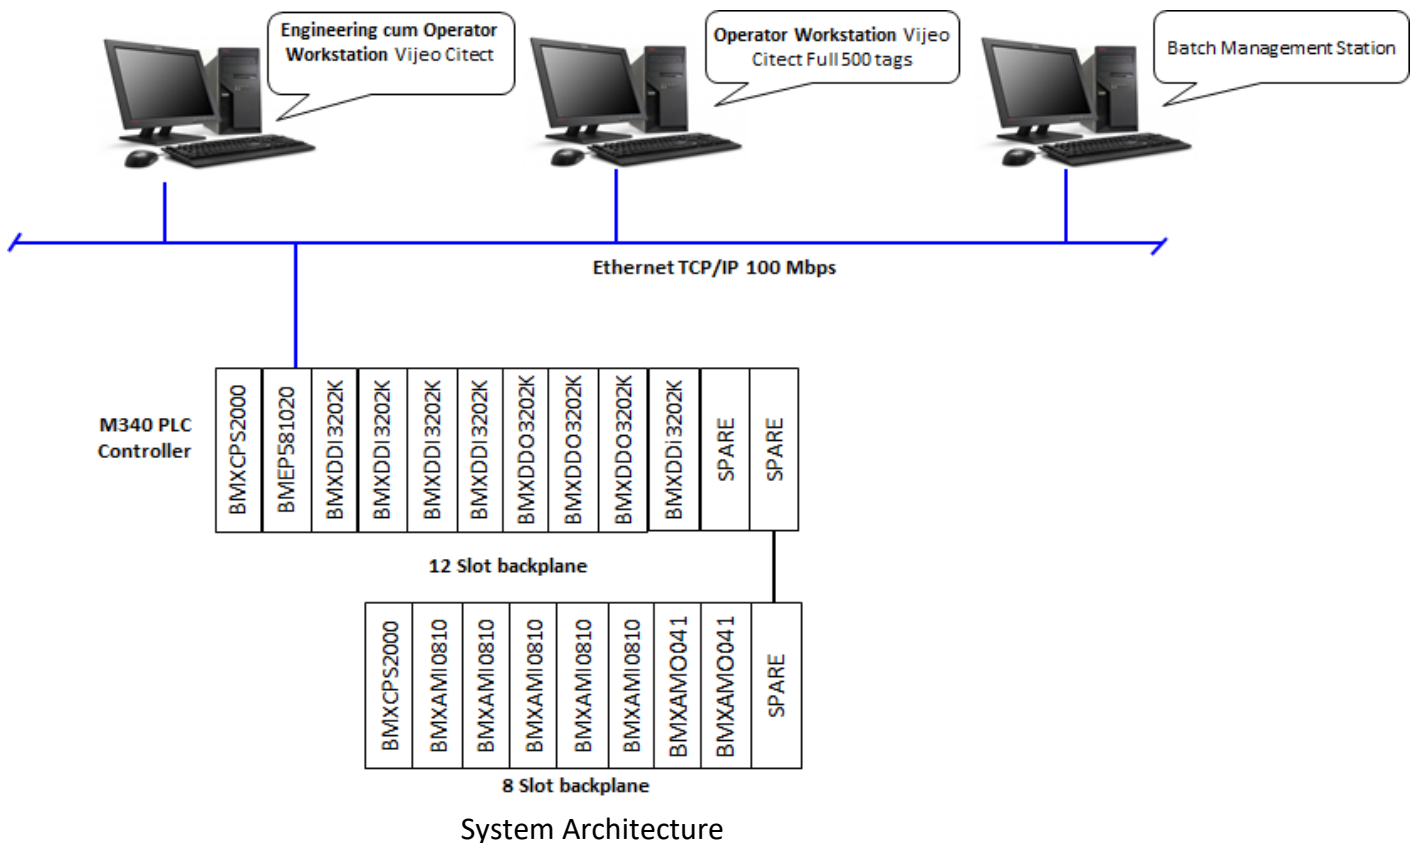 Engineering cum Operator
Workstation Vijeo Citect
Operator Workstation Vijeo
Citect Full 500 tags
Batch Management Station
Ethernet TCP/IP 100 Mbps
M340 PLC
Controller
BMXCPS2000
BMEP581020
BMXDDI3202K
BMXDDI3202K
BMXDDI3202K
BMXDDI3202K
BMXDDO3202K
BMXDDO3202K
BMXDDO3202K
BMXDDi3202K
SPARE
SPARE
12 Slot backplane
BMXCPS2000
BMXAMI0810
BMXAMI0810
BMXAMI0810
BMXAMI0810
BMXAMI0810
BMXAMO041
BMXAMO041
SPARE
8 Slot backplane
System Architecture